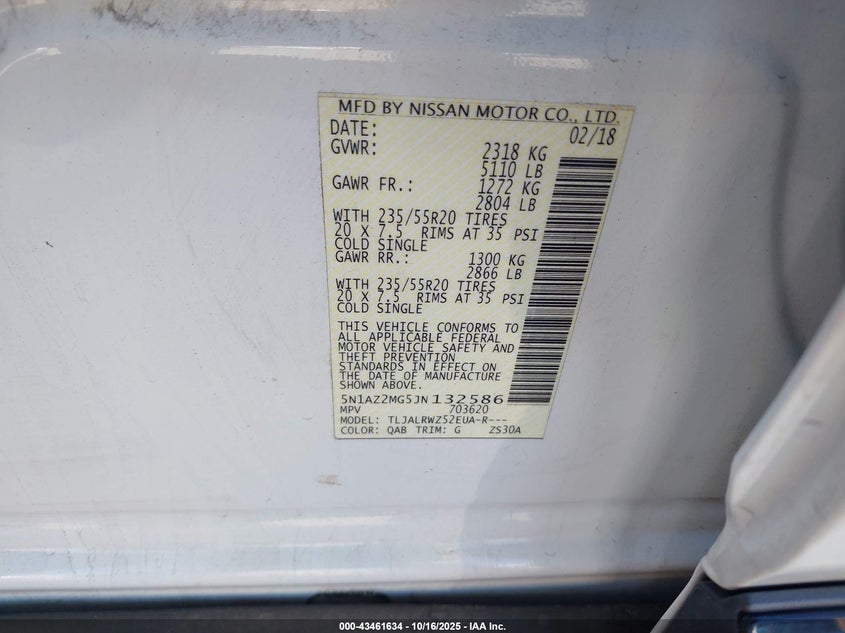 MFD BY NISSAN MOTOR CO., LTD.
DATE: 02/18
GVWR: 2318 KG
5110 LB
GAWR FR.: 1272 KG
2804 LB
WITH 235/55R20 TIRES
20 X 7.5 RIMS AT 35 PSI
COLD SINGLE
GAWR RR.: 1300 KG
2866 LB
WITH 235/55R20 TIRES
20 X 7.5 RIMS AT 35 PSI
COLD SINGLE
THIS VEHICLE CONFORMS TO
ALL APPLICABLE FEDERAL
MOTOR VEHICLE SAFETY AND
THEFT PREVENTION
STANDARDS IN EFFECT ON
THE DATE OF MANUFACTURE
SHOWN ABOVE.
5N1AZ2MG5JN132586
MPV 703620
MODEL: TLJALRWZ52EUA-R---
COLOR: QAB TRIM: G ZS30A
000-43461634 - 10/16/2025 - IAA Inc.